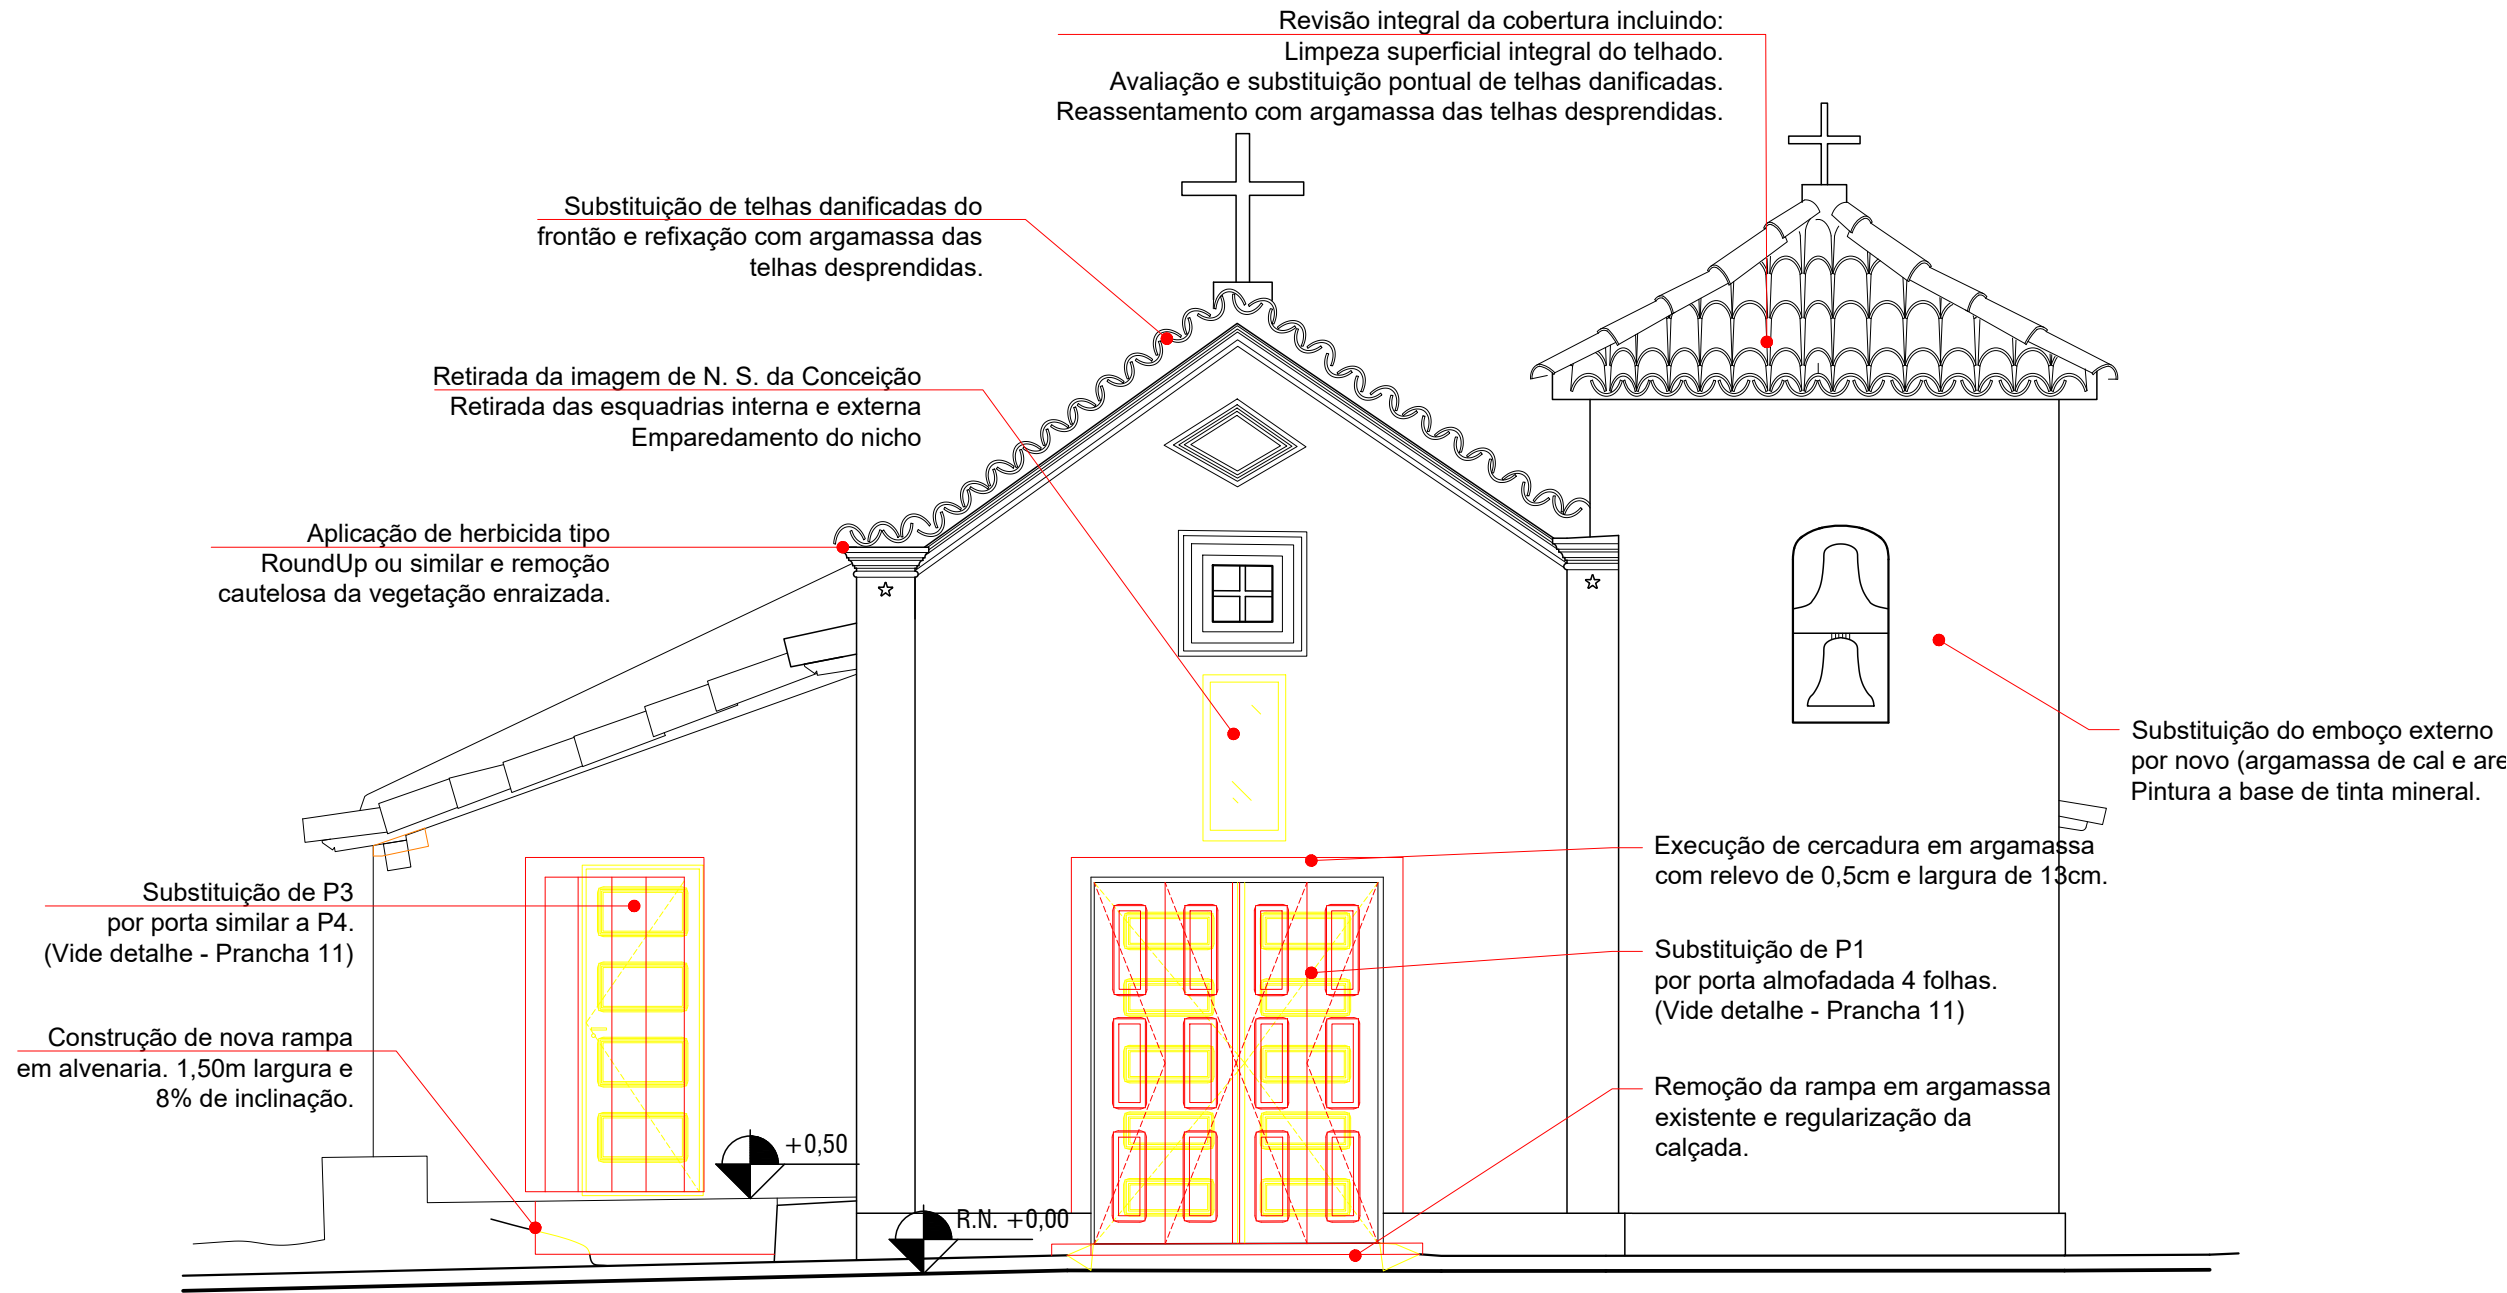 Revisão integral da cobertura incluindo:
Limpeza superficial integral do telhado.
Avaliação e substituição pontual de telhas danificadas.
Reassentamento com argamassa das telhas desprendidas.
Substituição de telhas danificadas do
frontão e refixação com argamassa das
telhas desprendidas.
Retirada da imagem de N. S. da Conceição
Retirada das esquadrias interna e externa
Emparedamento do nicho
Aplicação de herbicida tipo
RoundUp ou similar e remoção
cautelosa da vegetação enraizada.
Substituição do emboço externo
por novo (argamassa de cal e are
Pintura a base de tinta mineral.
Execução de cercadura em argamassa
com relevo de 0,5cm e largura de 13cm.
Substituição de P3
por porta similar a P4.
(Vide detalhe - Prancha 11)
Substituição de P1
por porta almofadada 4 folhas.
(Vide detalhe - Prancha 11)
Construção de nova rampa
em alvenaria. 1,50m largura e
8% de inclinação.
Remoção da rampa em argamassa
existente e regularização da
calçada.
+0,50
R.N. +0,00